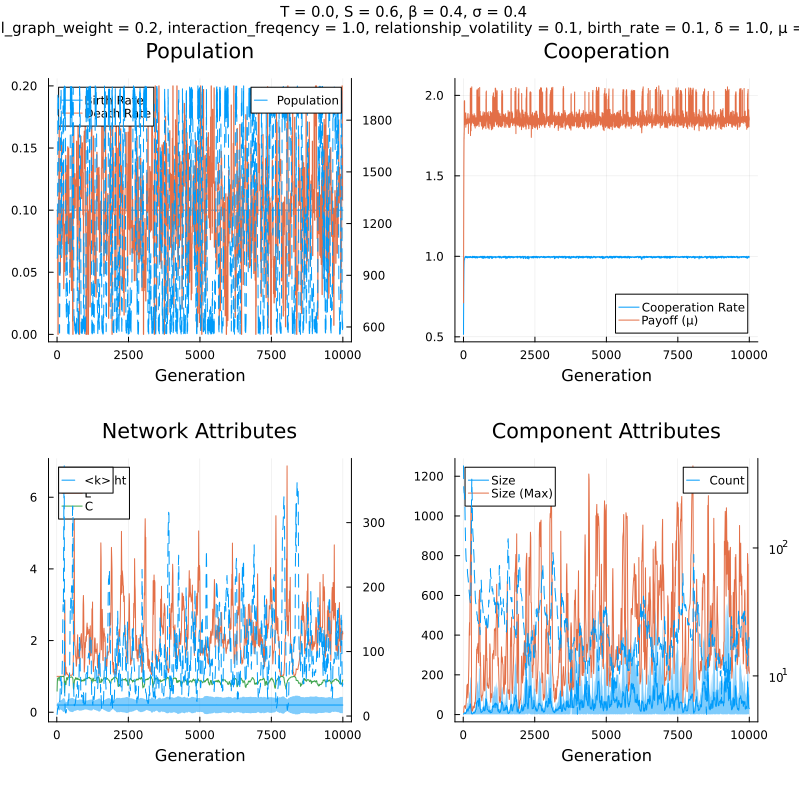 T = 0.0, S = 0.6, β = 0.4, σ = 0.4
l_graph_weight = 0.2, interaction_freqency = 1.0, relationship_volatility = 0.1, birth_rate = 0.1, δ = 1.0, μ =
Population
Cooperation
0.20
0.15
0.10
0.05
0.00
Birth Rate
Death Rate
Population
1800
1500
1200
900
600
0
2500
5000
7500
10000
Generation
2.0
1.5
1.0
0.5
Cooperation Rate
Payoff (μ)
0
2500
5000
7500
10000
Generation
Network Attributes
Component Attributes
6
4
2
0
<k>
ht
L
C
300
200
100
0
0
2500
5000
7500
10000
Generation
1200
1000
800
600
400
200
0
Size
Size (Max)
Count
10²
10¹
0
2500
5000
7500
10000
Generation